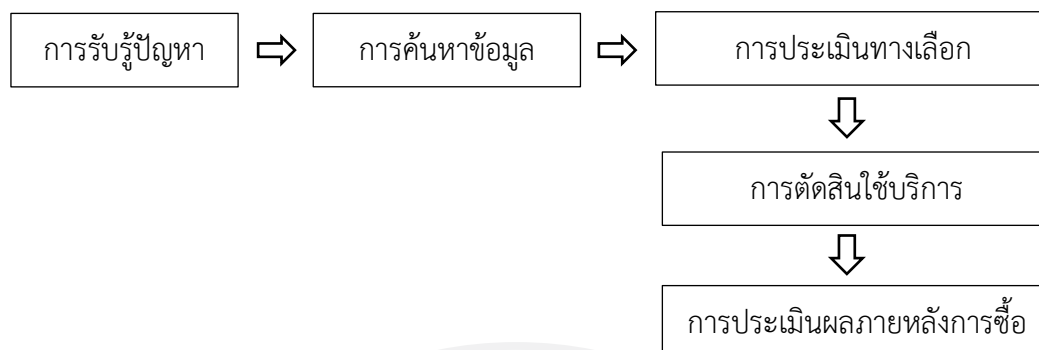 การรับรู้ปัญหา
การค้นหาข้อมูล
การประเมินทางเลือก
การตัดสินใช้บริการ
การประเมินผลภายหลังการซื้อ